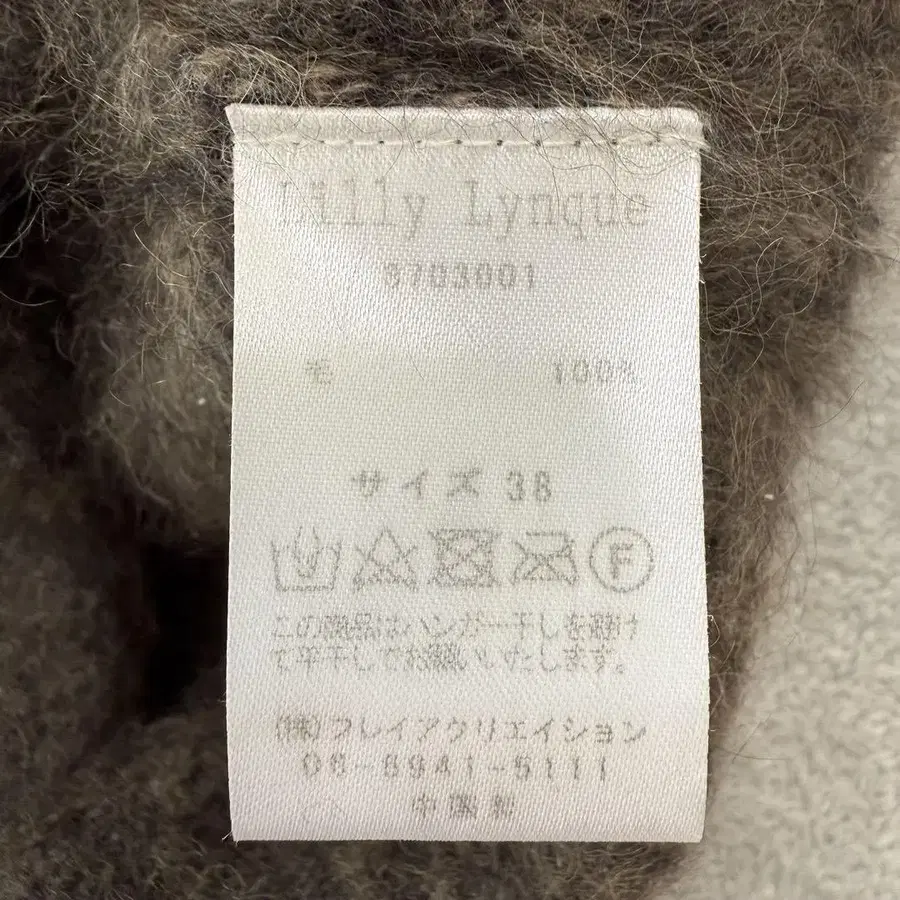 Lilly Lynque
6703001
毛 100%
サイズ 38
F
この商品はハンガー干しを避け
て平干しでお願いいたします。
(株)フレイアクリエイション
06-6941-5111
中国製